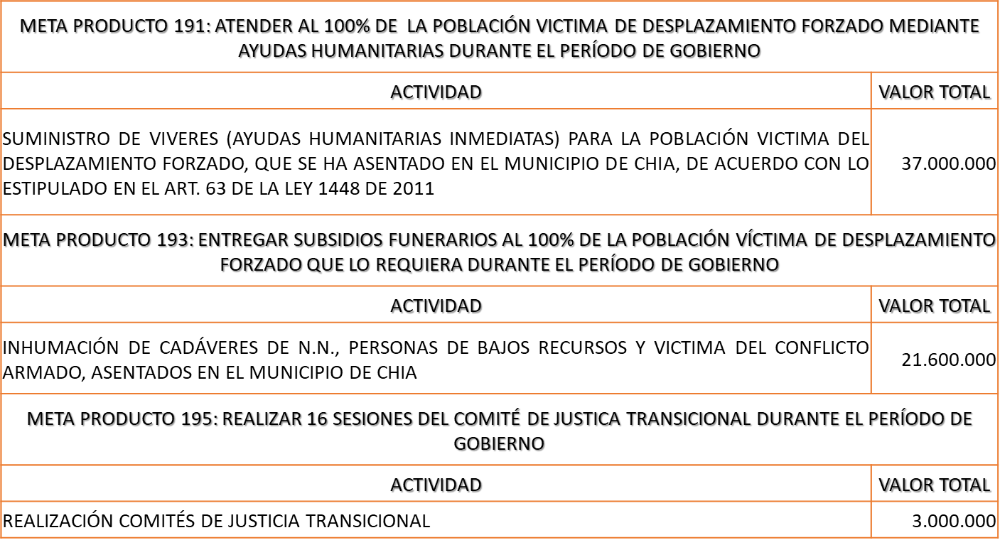 META PRODUCTO 191: ATENDER AL 100% DE LA POBLACIÓN VICTIMA DE DESPLAZAMIENTO FORZADO MEDIANTE
AYUDAS HUMANITARIAS DURANTE EL PERÍODO DE GOBIERNO
ACTIVIDAD
VALOR TOTAL
SUMINISTRO DE VIVERES (AYUDAS HUMANITARIAS INMEDIATAS) PARA LA POBLACIÓN VICTIMA DEL
DESPLAZAMIENTO FORZADO, QUE SE HA ASENTADO EN EL MUNICIPIO DE CHIA, DE ACUERDO CON LO
ESTIPULADO EN EL ART. 63 DE LA LEY 1448 DE 2011
37.000.000
META PRODUCTO 193: ENTREGAR SUBSIDIOS FUNERARIOS AL 100% DE LA POBLACIÓN VÍCTIMA DE DESPLAZAMIENTO
FORZADO QUE LO REQUIERA DURANTE EL PERÍODO DE GOBIERNO
ACTIVIDAD
VALOR TOTAL
INHUMACIÓN DE CADÁVERES DE N.N., PERSONAS DE BAJOS RECURSOS Y VICTIMA DEL CONFLICTO
ARMADO, ASENTADOS EN EL MUNICIPIO DE CHIA
21.600.000
META PRODUCTO 195: REALIZAR 16 SESIONES DEL COMITÉ DE JUSTICA TRANSICIONAL DURANTE EL PERÍODO DE
GOBIERNO
ACTIVIDAD
VALOR TOTAL
REALIZACIÓN COMITÉS DE JUSTICIA TRANSICIONAL
3.000.000